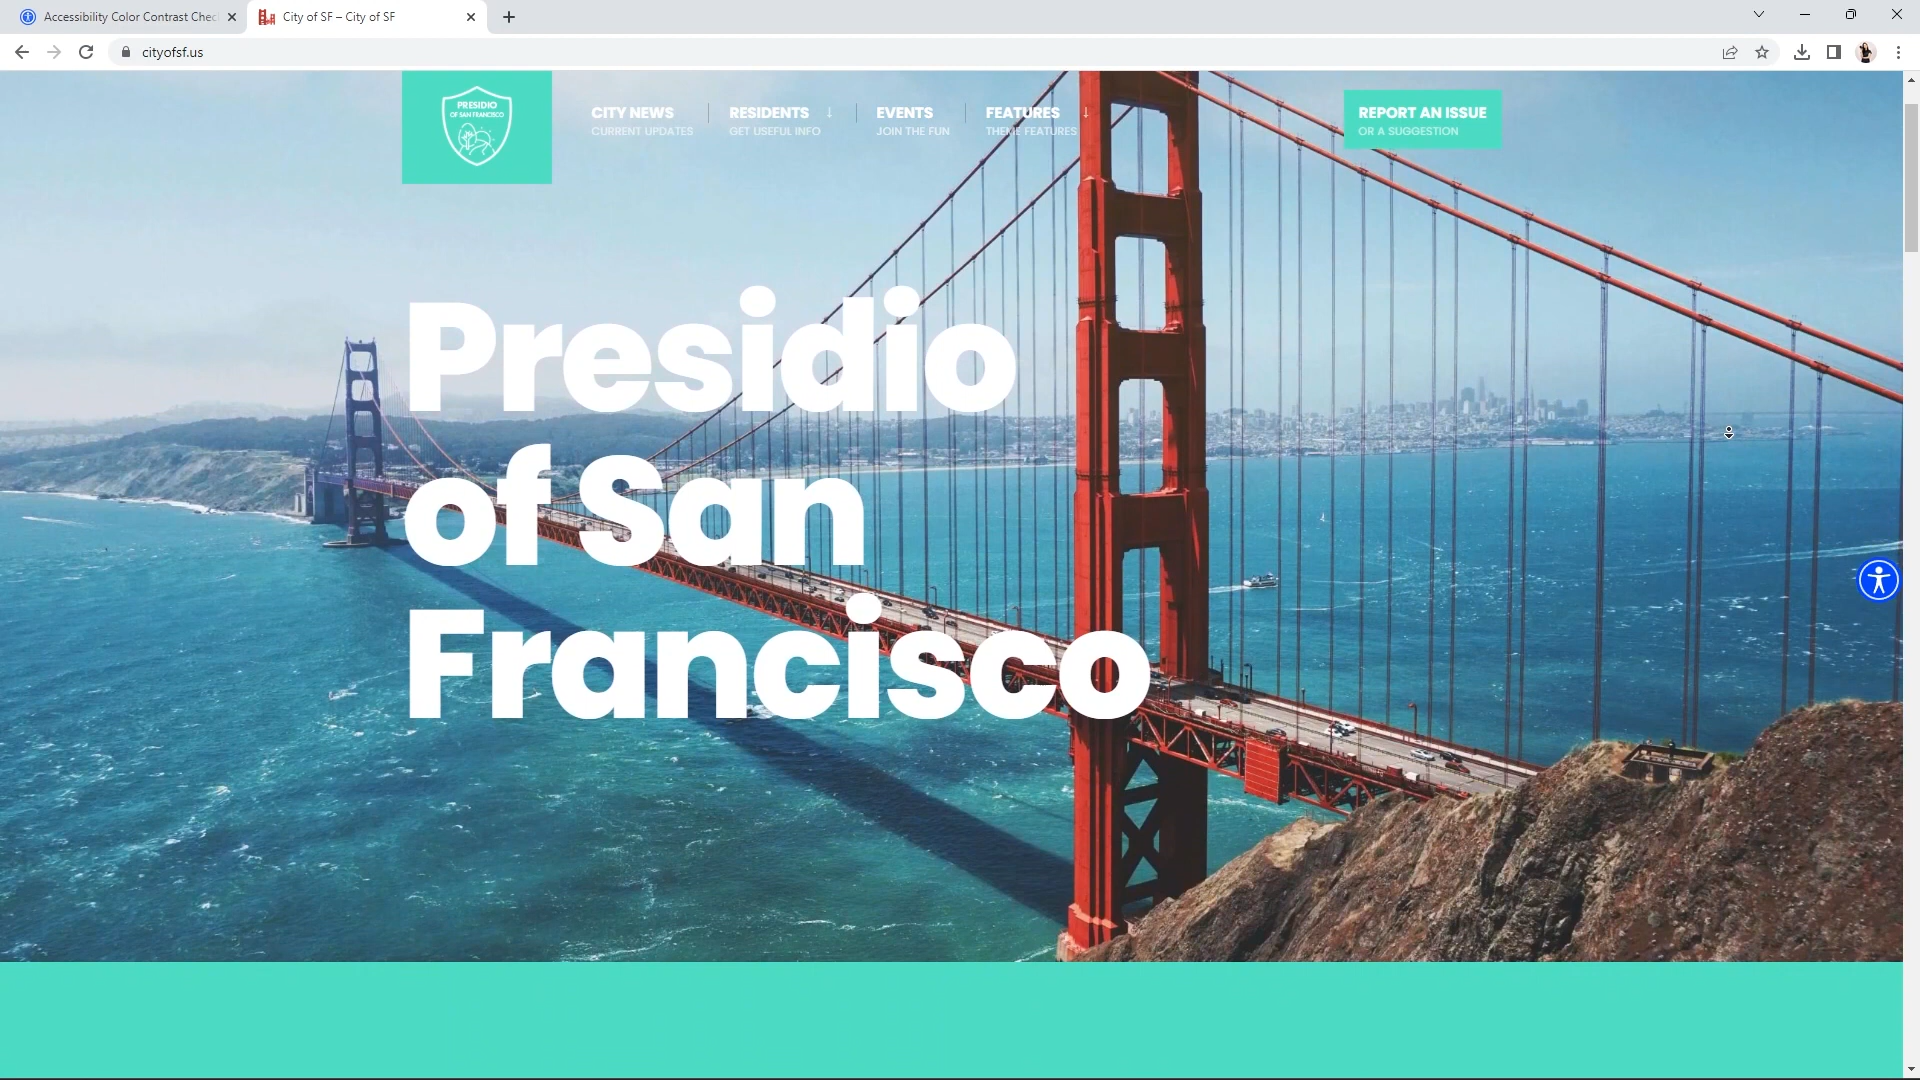 Accessibility Color Contrast Chec
City of SF – City of SF
cityofsf.us
PRESIDIO
OF SAN FRANCISCO
CITY NEWS
CURRENT UPDATES
RESIDENTS ↓
GET USEFUL INFO
EVENTS
JOIN THE FUN
FEATURES ↓
THEME FEATURES
REPORT AN ISSUE
OR A SUGGESTION
Presidio
of San
Francisco